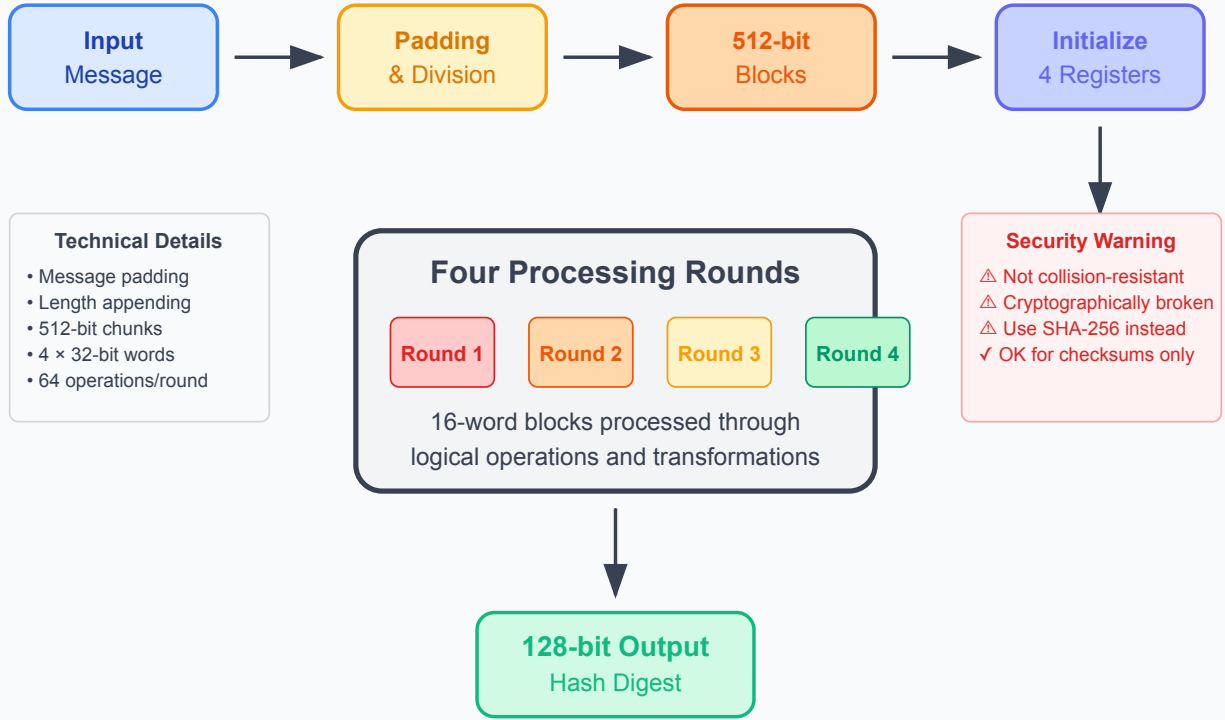 Input
Message
Padding
& Division
512-bit
Blocks
Initialize
4 Registers
Technical Details
• Message padding
• Length appending
• 512-bit chunks
• 4 × 32-bit words
• 64 operations/round
Four Processing Rounds
Round 1
Round 2
Round 3
Round 4
16-word blocks processed through
logical operations and transformations
Security Warning
⚠ Not collision-resistant
⚠ Cryptographically broken
⚠ Use SHA-256 instead
✓ OK for checksums only
128-bit Output
Hash Digest